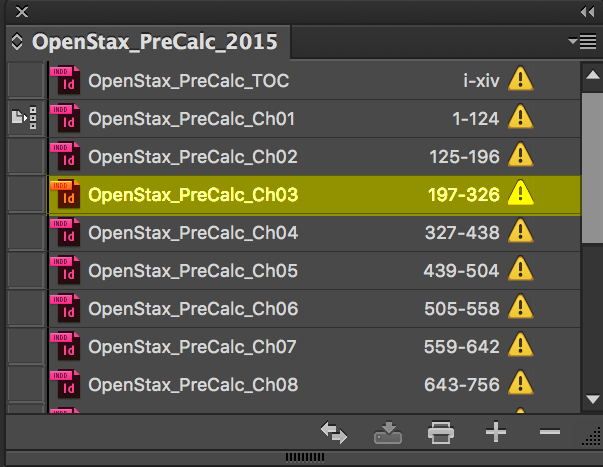 OpenStax_PreCalc_2015
INDD Id OpenStax_PreCalc_TOC i-xiv
INDD Id OpenStax_PreCalc_Ch01 1-124
INDD Id OpenStax_PreCalc_Ch02 125-196
INDD Id OpenStax_PreCalc_Ch03 197-326
INDD Id OpenStax_PreCalc_Ch04 327-438
INDD Id OpenStax_PreCalc_Ch05 439-504
INDD Id OpenStax_PreCalc_Ch06 505-558
INDD Id OpenStax_PreCalc_Ch07 559-642
INDD Id OpenStax_PreCalc_Ch08 643-756